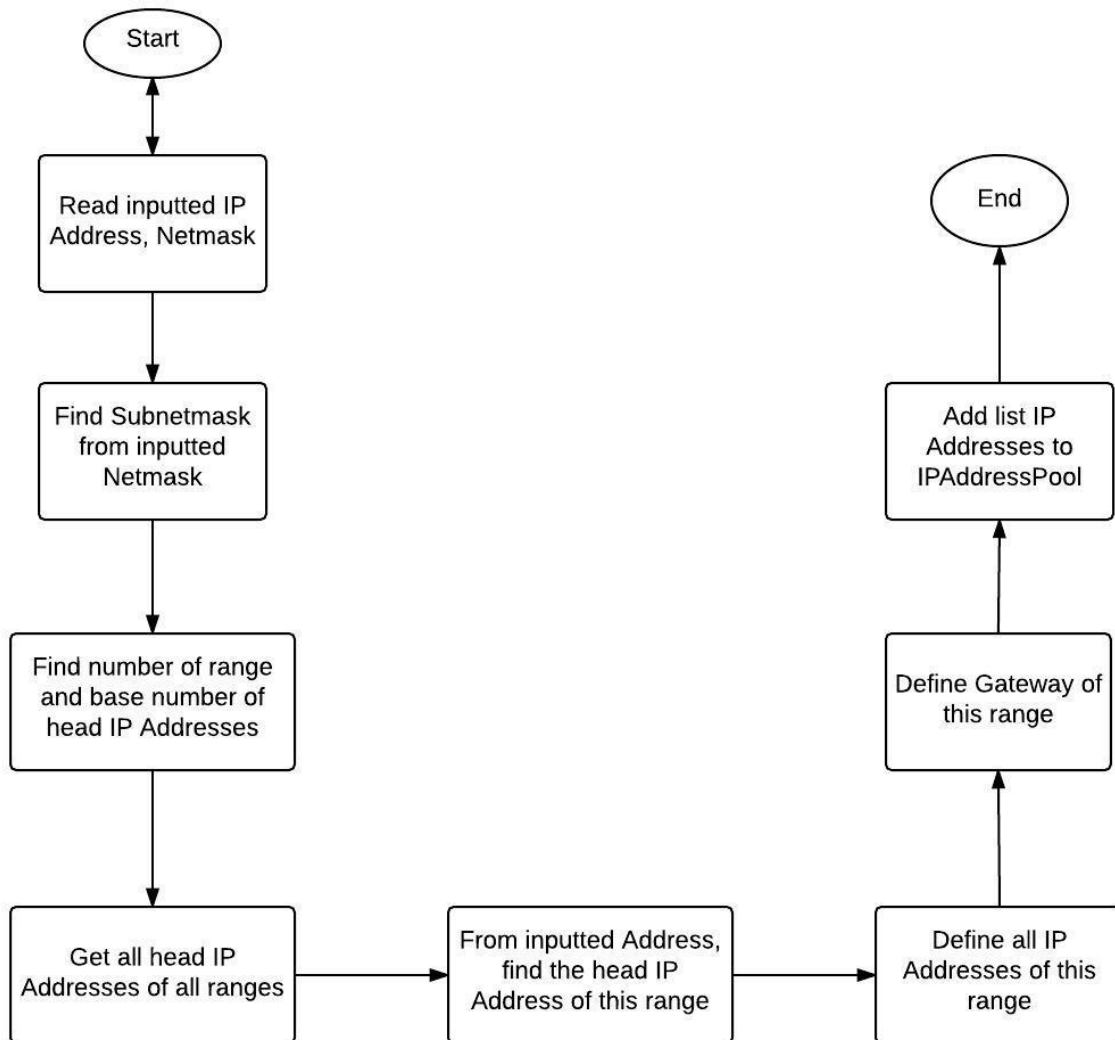 Start
Read inputted IP
Address, Netmask
Find Subnetmask
from inputted
Netmask
Find number of range
and base number of
head IP Addresses
Get all head IP
Addresses of all ranges
From inputted Address,
find the head IP
Address of this range
Define all IP
Addresses of this
range
Define Gateway of
this range
Add list IP
Addresses to
IPAddressPool
End